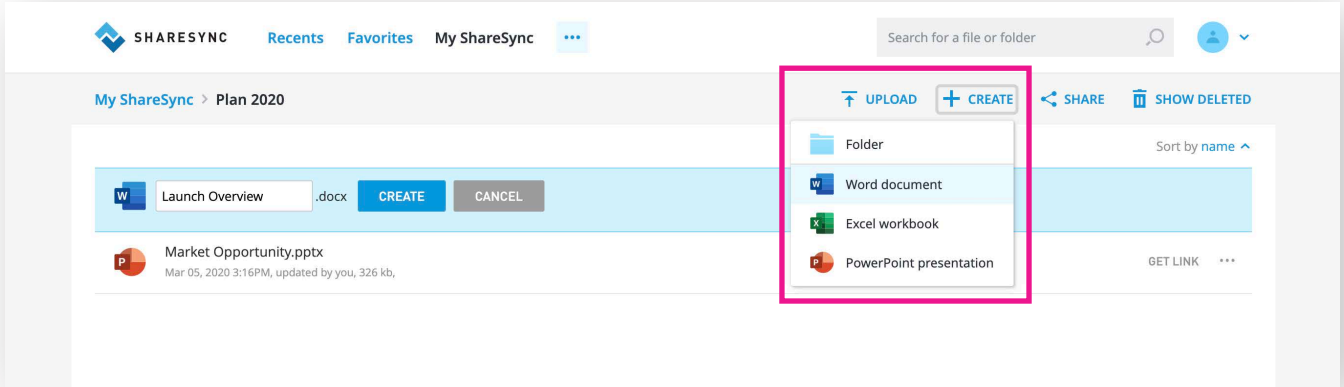 SHARESYNC Recents Favorites My ShareSync ••• Search for a file or folder
My ShareSync > Plan 2020 UPLOAD + CREATE SHARE SHOW DELETED
Sort by name
Folder
Word document
Excel workbook
PowerPoint presentation
W Launch Overview .docx CREATE CANCEL
Market Opportunity.pptx
Mar 05, 2020 3:16PM, updated by you, 326 kb,
GET LINK •••